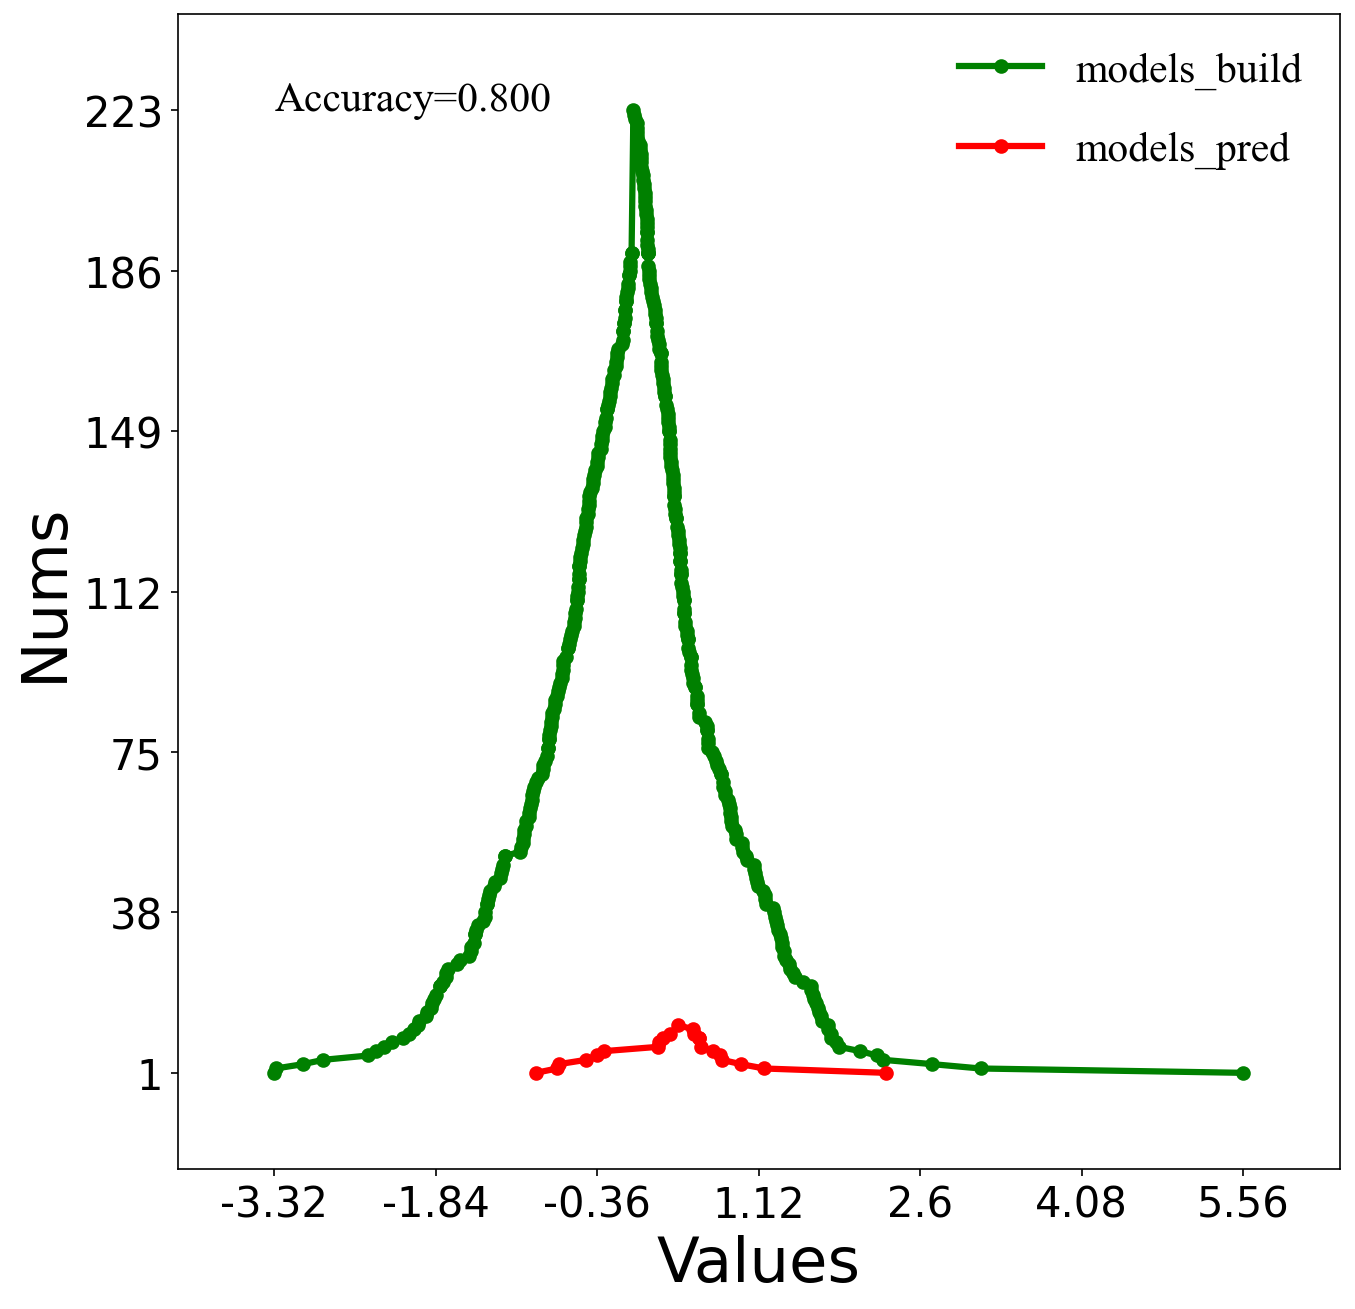 Accuracy=0.800
models_build
models_pred
223
186
149
112
75
38
1
Nums
-3.32 -1.84 -0.36 1.12 2.6 4.08 5.56
Values